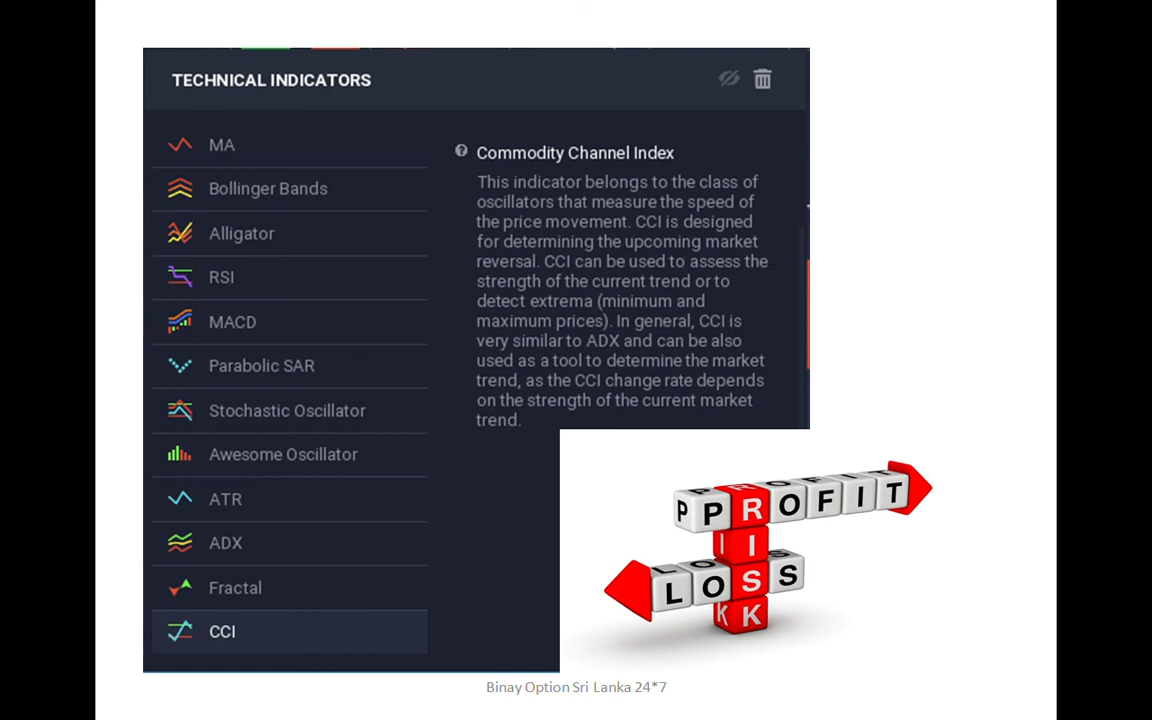 TECHNICAL INDICATORS
MA
Bollinger Bands
Alligator
RSI
MACD
Parabolic SAR
Stochastic Oscillator
Awesome Oscillator
ATR
ADX
Fractal
CCI
Commodity Channel Index
This indicator belongs to the class of
oscillators that measure the speed of
the price movement. CCI is designed
for determining the upcoming market
reversal. CCI can be used to assess the
strength of the current trend or to
detect extrema (minimum and
maximum prices). In general, CCI is
very similar to ADX and can be also
used as a tool to determine the market
trend, as the CCI change rate depends
on the strength of the current market
trend.
PROFIT
RISK
LOSS
Binay Option Sri Lanka 24*7